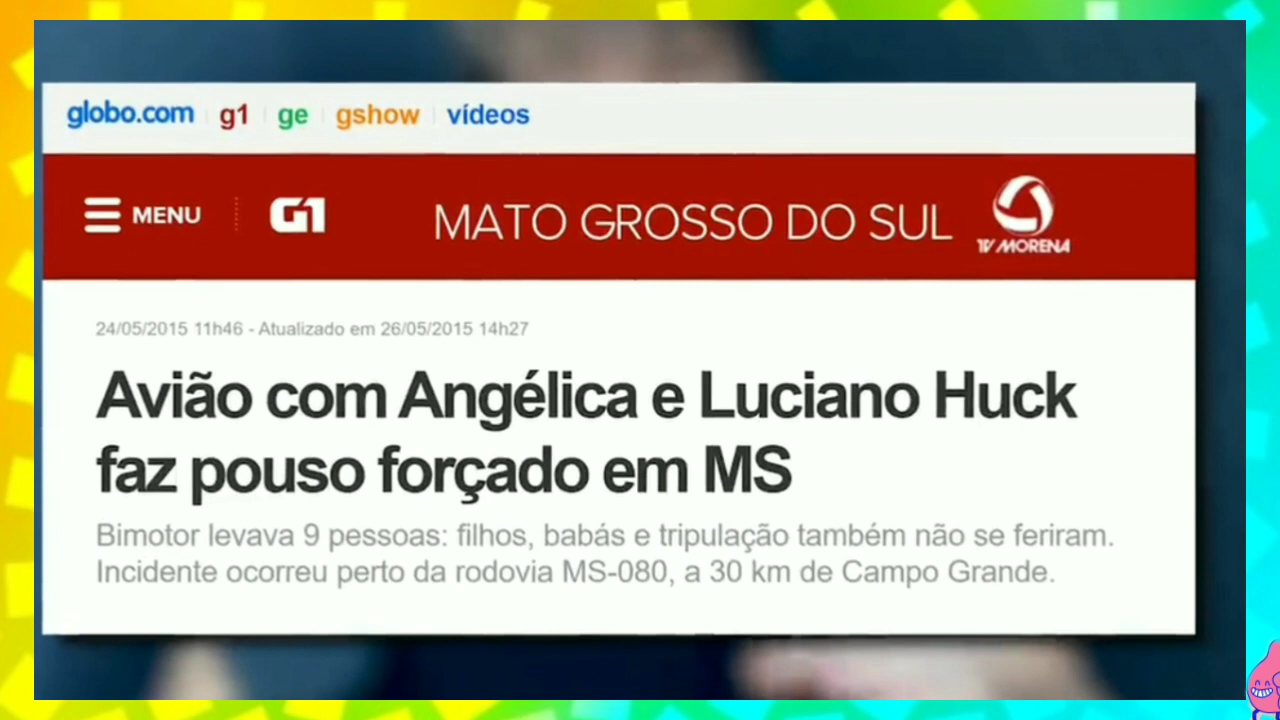 globo.com g1 ge gshow vídeos
MENU G1 MATO GROSSO DO SUL TV MORENA
24/05/2015 11h46 - Atualizado em 26/05/2015 14h27
Avião com Angélica e Luciano Huck
faz pouso forçado em MS
Bimotor levava 9 pessoas: filhos, babás e tripulação também não se feriram.
Incidente ocorreu perto da rodovia MS-080, a 30 km de Campo Grande.